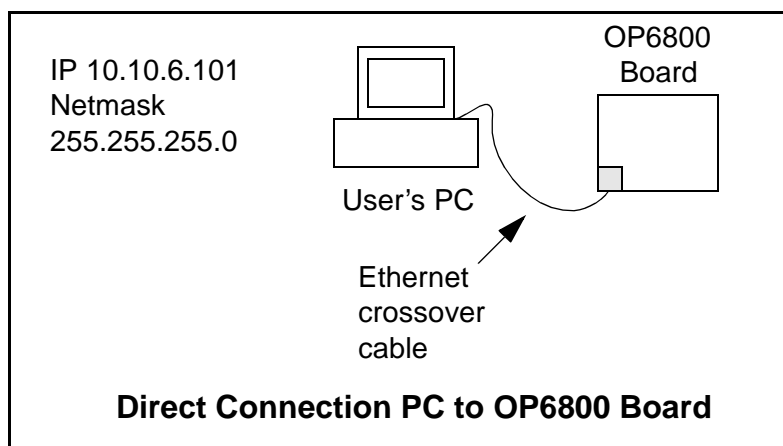 IP 10.10.6.101
Netmask
255.255.255.0
OP6800
Board
User's PC
Ethernet
crossover
cable
Direct Connection PC to OP6800 Board